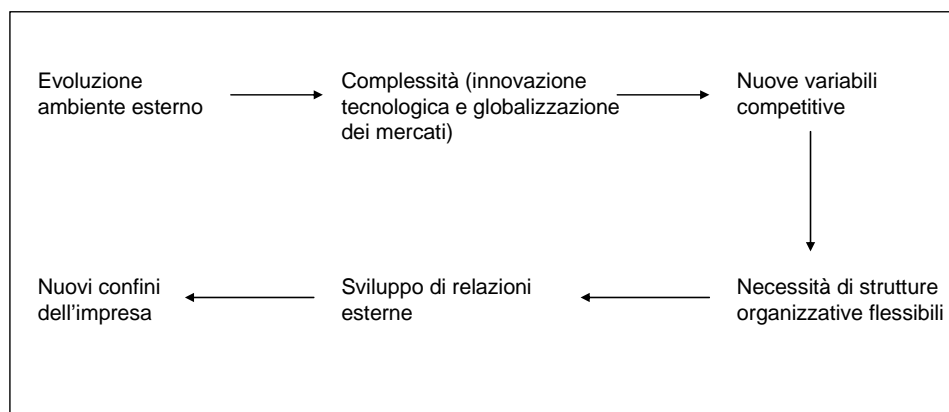 Evoluzione
ambiente esterno
Complessità (innovazione
tecnologica e globalizzazione
dei mercati)
Nuove variabili
competitive
Nuovi confini
dell'impresa
Sviluppo di relazioni
esterne
Necessità di strutture
organizzative flessibili